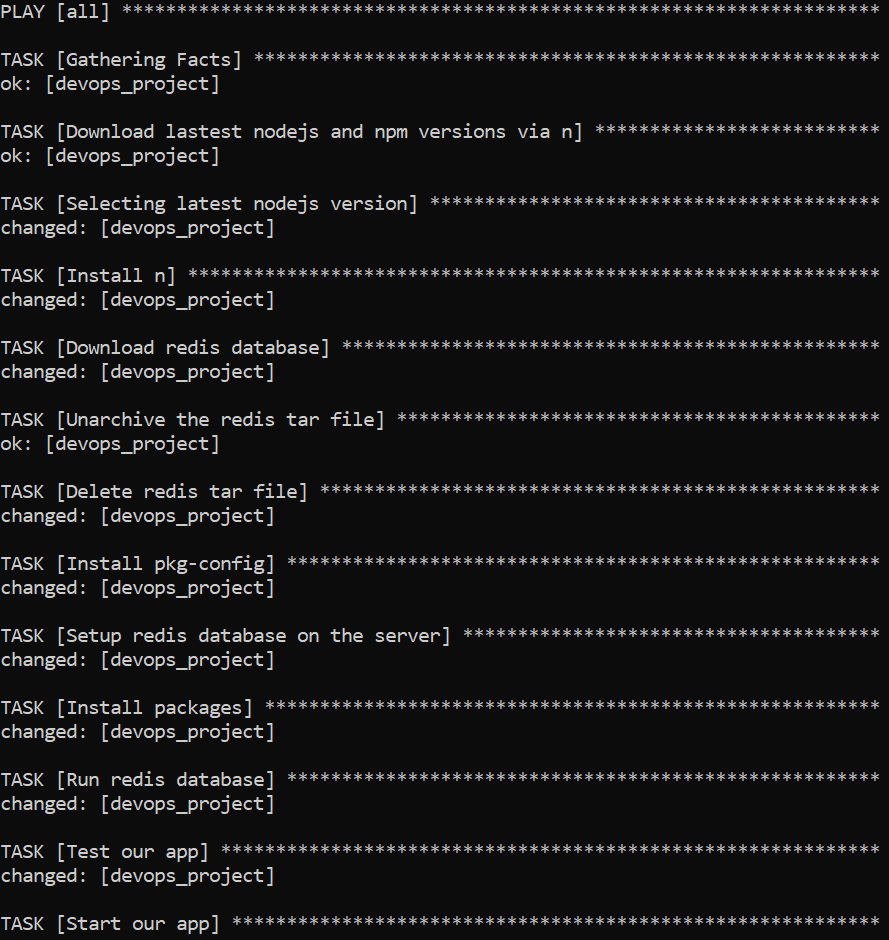 PLAY [all] *********************************************************************
TASK [Gathering Facts] *********************************************************
ok: [devops_project]
TASK [Download lastest nodejs and npm versions via n] **************************
ok: [devops_project]
TASK [Selecting latest nodejs version] *****************************************
changed: [devops_project]
TASK [Install n] ***************************************************************
changed: [devops_project]
TASK [Download redis database] *************************************************
changed: [devops_project]
TASK [Unarchive the redis tar file] ********************************************
ok: [devops_project]
TASK [Delete redis tar file] ***************************************************
changed: [devops_project]
TASK [Install pkg-config] ******************************************************
changed: [devops_project]
TASK [Setup redis database on the server] **************************************
changed: [devops_project]
TASK [Install packages] ********************************************************
changed: [devops_project]
TASK [Run redis database] ******************************************************
changed: [devops_project]
TASK [Test our app] ************************************************************
changed: [devops_project]
TASK [Start our app] ***********************************************************